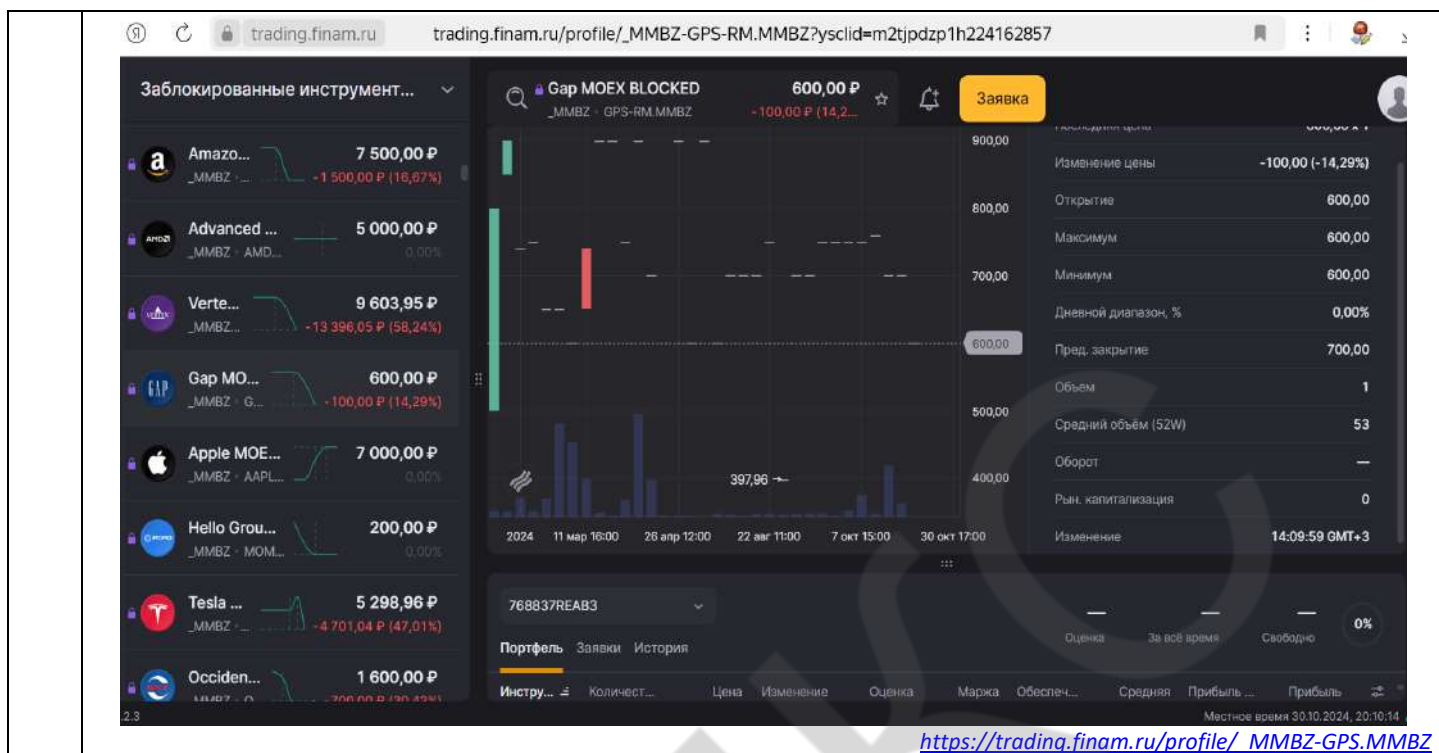 trading.finam.ru trading.finam.ru/profile/_MMBZ-GPS-RM.MMBZ?ysclid=m2tjpdzp1h224162857
Заблокированные инструмент...
Amazo... 7 500,00 ₽
_MMBZ · ... -1 500,00 ₽ (16,67%)
Advanced ... 5 000,00 ₽
_MMBZ · AMD... 0,00%
Verte... 9 603,95 ₽
_MMBZ... -13 396,05 ₽ (58,24%)
GAP
Gap MO... 600,00 ₽
_MMBZ · G... -100,00 ₽ (14,29%)
Apple MOE... 7 000,00 ₽
_MMBZ · AAPL... 0,00%
Hello Grou... 200,00 ₽
_MMBZ · MOM... 0,00%
Tesla ... 5 298,96 ₽
_MMBZ · ... -4 701,04 ₽ (47,01%)
Occiden... 1 600,00 ₽
2.3
Gap MOEX BLOCKED 600,00 ₽
_MMBZ · GPS-RM.MMBZ -100,00 ₽ (14,2...
Заявка
900,00
800,00
700,00
600,00
500,00
400,00
397,96
2024 11 мар 16:00 26 апр 12:00 22 авг 11:00 7 окт 15:00 30 окт 17:00
Изменение цены -100,00 (-14,29%)
Открытие 600,00
Максимум 600,00
Минимум 600,00
Дневной диапазон, % 0,00%
Пред. закрытие 700,00
Объем 1
Средний объём (52W) 53
Оборот —
Рын. капитализация 0
Изменение 14:09:59 GMT+3
768837REAB3
— — — 0%
Оценка За всё время Свободно
Портфель Заявки История
Инстру... Количест... Цена Изменение Оценка Маржа Обеспеч... Средняя Прибыль ... Прибыль
Местное время 30.10.2024, 20:10:14
https://trading.finam.ru/profile/_MMBZ-GPS.MMBZ